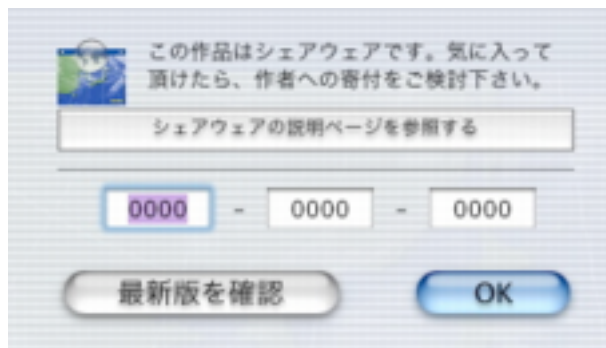 この作品はシェアウェアです。気に入って
頂けたら、作者への寄付をご検討下さい。
シェアウェアの説明ページを参照する
0000 - 0000 - 0000
最新版を確認 OK